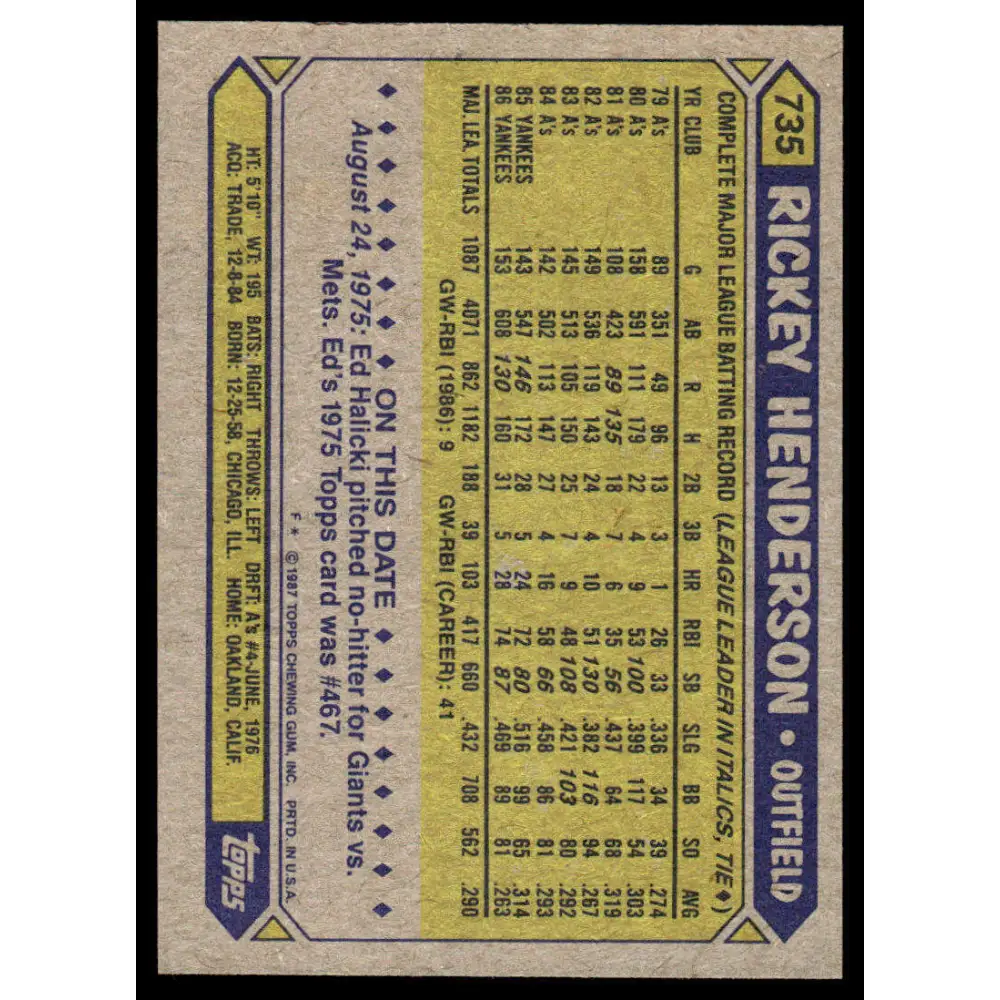 735 RICKEY HENDERSON • OUTFIELD
COMPLETE MAJOR LEAGUE BATTING RECORD (LEAGUE LEADER IN ITALICS, TIE♦)
YR CLUB G AB R H 2B 3B HR RBI SB SLG BB SO AVG
79 A's 89 351 49 96 13 3 1 26 33 .336 34 39 .274
80 A's 158 591 111 179 22 4 9 53 100 .399 117 54 .303
81 A's 108 423 89 135 18 7 6 35 56 .437 64 68 .319
82 A's 149 536 119 143 24 4 10 51 130 .382 116 94 .267
83 A's 145 513 105 150 25 7 9 48 108 .421 103 80 .292
84 A's 142 502 113 147 27 4 16 58 66 .458 86 81 .293
85 YANKEES 143 547 146 172 28 5 24 72 80 .516 99 65 .314
86 YANKEES 153 608 130 160 31 5 28 74 87 .469 89 81 .263
MAJ. LEA. TOTALS 1087 4071 862 1182 188 39 103 417 660 .432 708 562 .290
GW-RBI (1986): 9 GW-RBI (CAREER): 41
♦ ♦ ♦ ♦ ♦ ♦ ♦ ♦ ON THIS DATE ♦ ♦ ♦ ♦ ♦ ♦ ♦ ♦
August 24, 1975: Ed Halicki pitched no-hitter for Giants vs.
Mets. Ed's 1975 Topps card was #467.
F * ©1987 TOPPS CHEWING GUM, INC. PRTD. IN U.S.A.
HT: 5'10" WT: 195 BATS: RIGHT THROWS: LEFT DRFT: A's #4-JUNE, 1976
ACQ: TRADE, 12-8-84 BORN: 12-25-58, CHICAGO, ILL. HOME: OAKLAND, CALIF.
topps